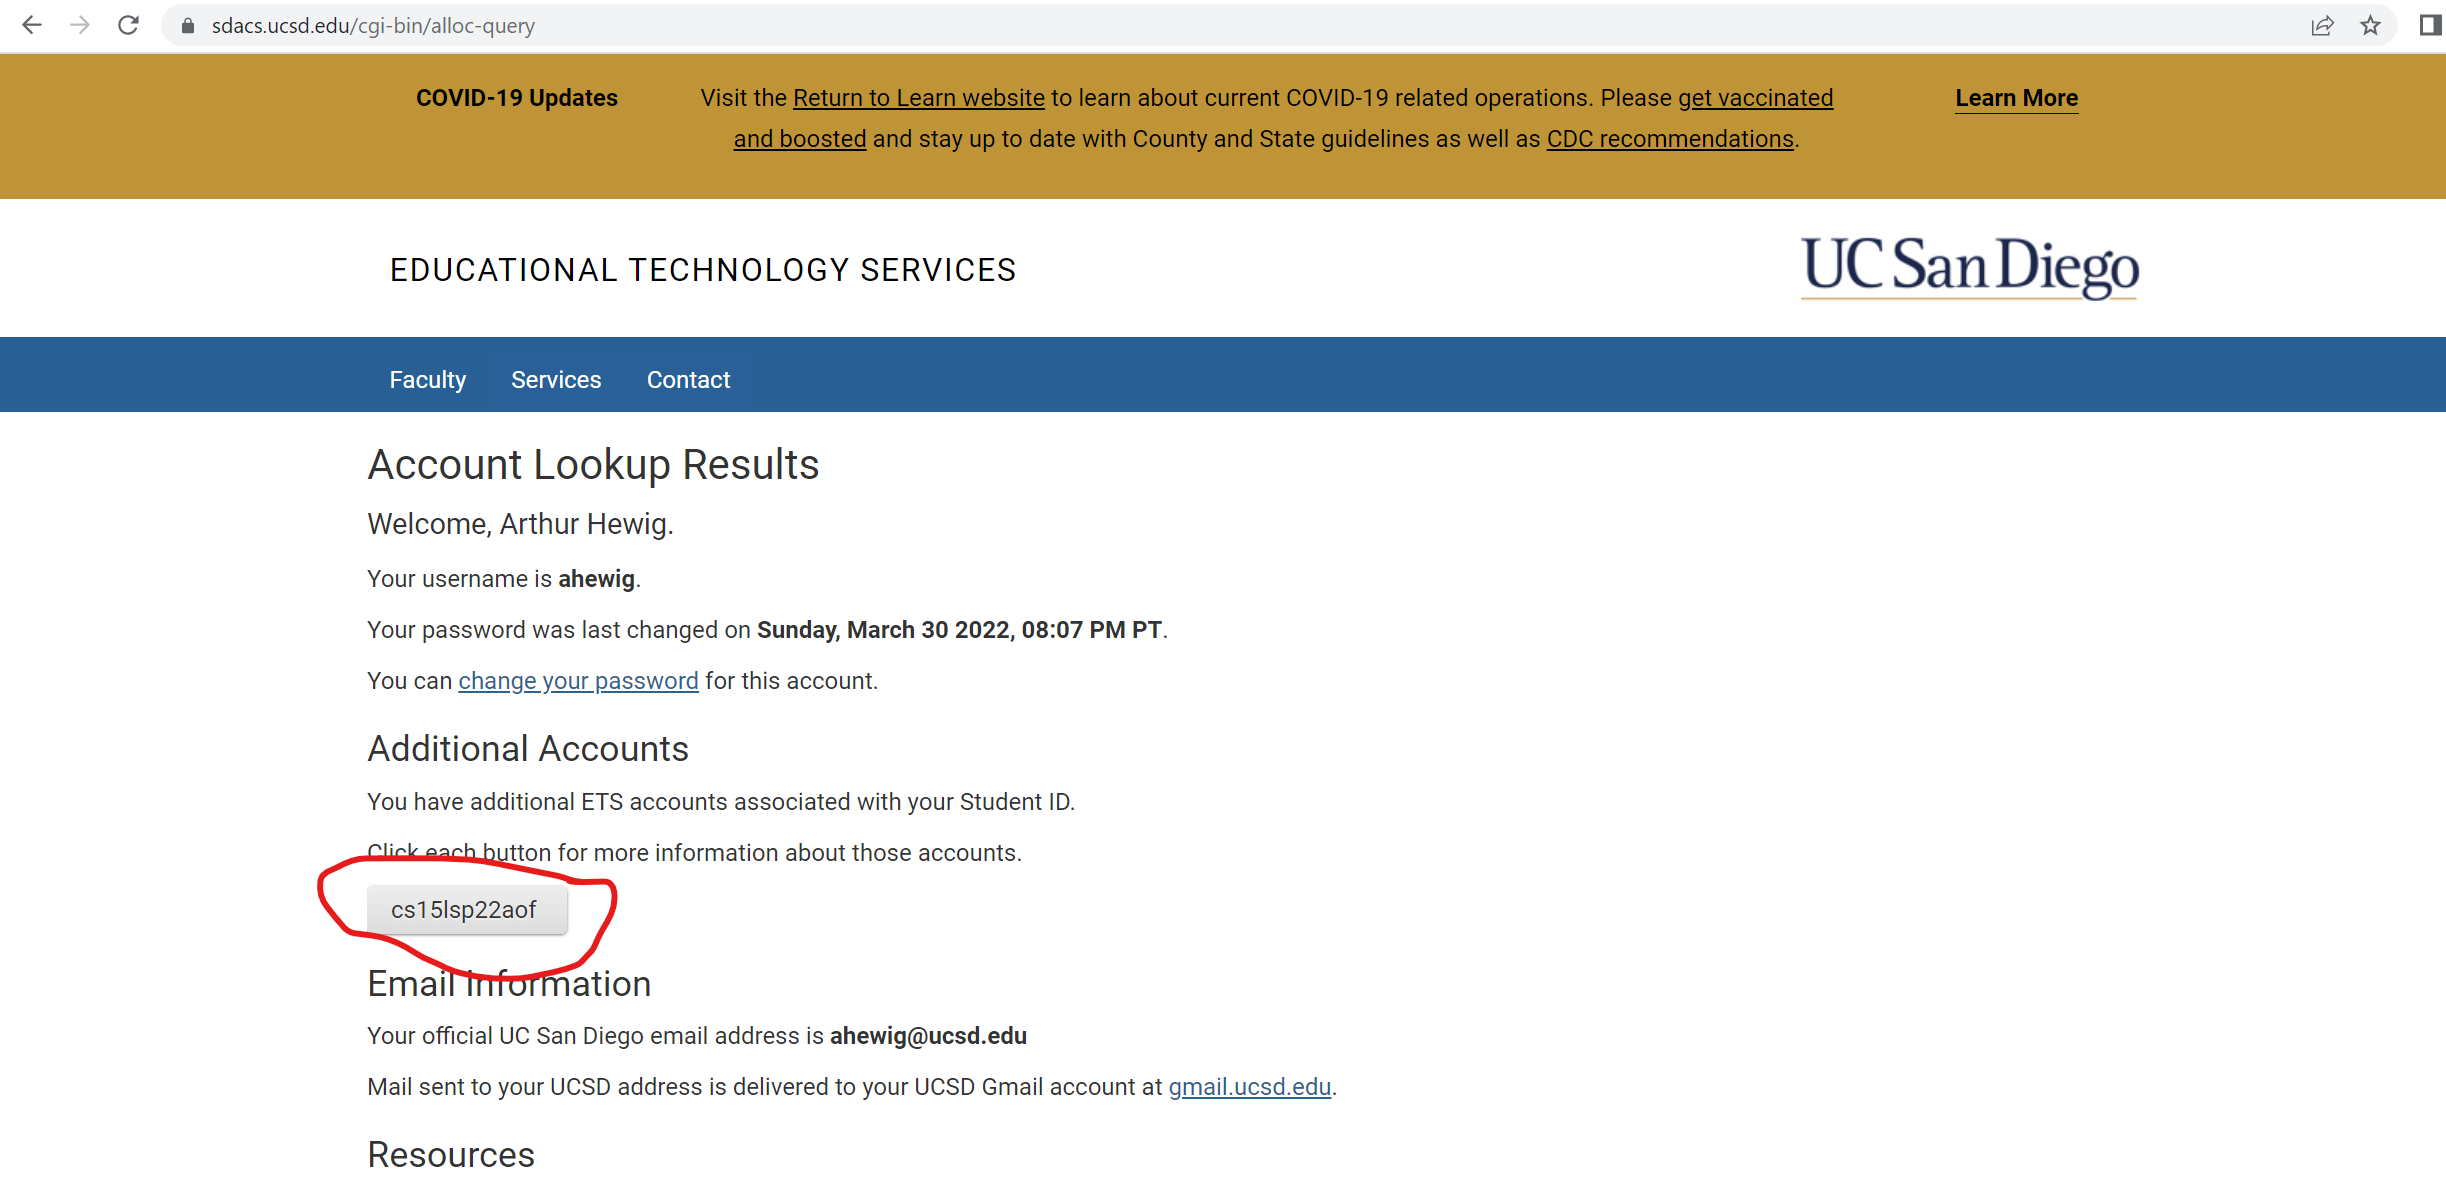 sdacs.ucsd.edu/cgi-bin/alloc-query
COVID-19 Updates
Visit the Return to Learn website to learn about current COVID-19 related operations. Please get vaccinated
and boosted and stay up to date with County and State guidelines as well as CDC recommendations.
Learn More
EDUCATIONAL TECHNOLOGY SERVICES
UC San Diego
Faculty Services Contact
Account Lookup Results
Welcome, Arthur Hewig.
Your username is ahewig.
Your password was last changed on Sunday, March 30 2022, 08:07 PM PT.
You can change your password for this account.
Additional Accounts
You have additional ETS accounts associated with your Student ID.
Click each button for more information about those accounts.
cs15lsp22aof
Email Information
Your official UC San Diego email address is ahewig@ucsd.edu
Mail sent to your UCSD address is delivered to your UCSD Gmail account at gmail.ucsd.edu.
Resources